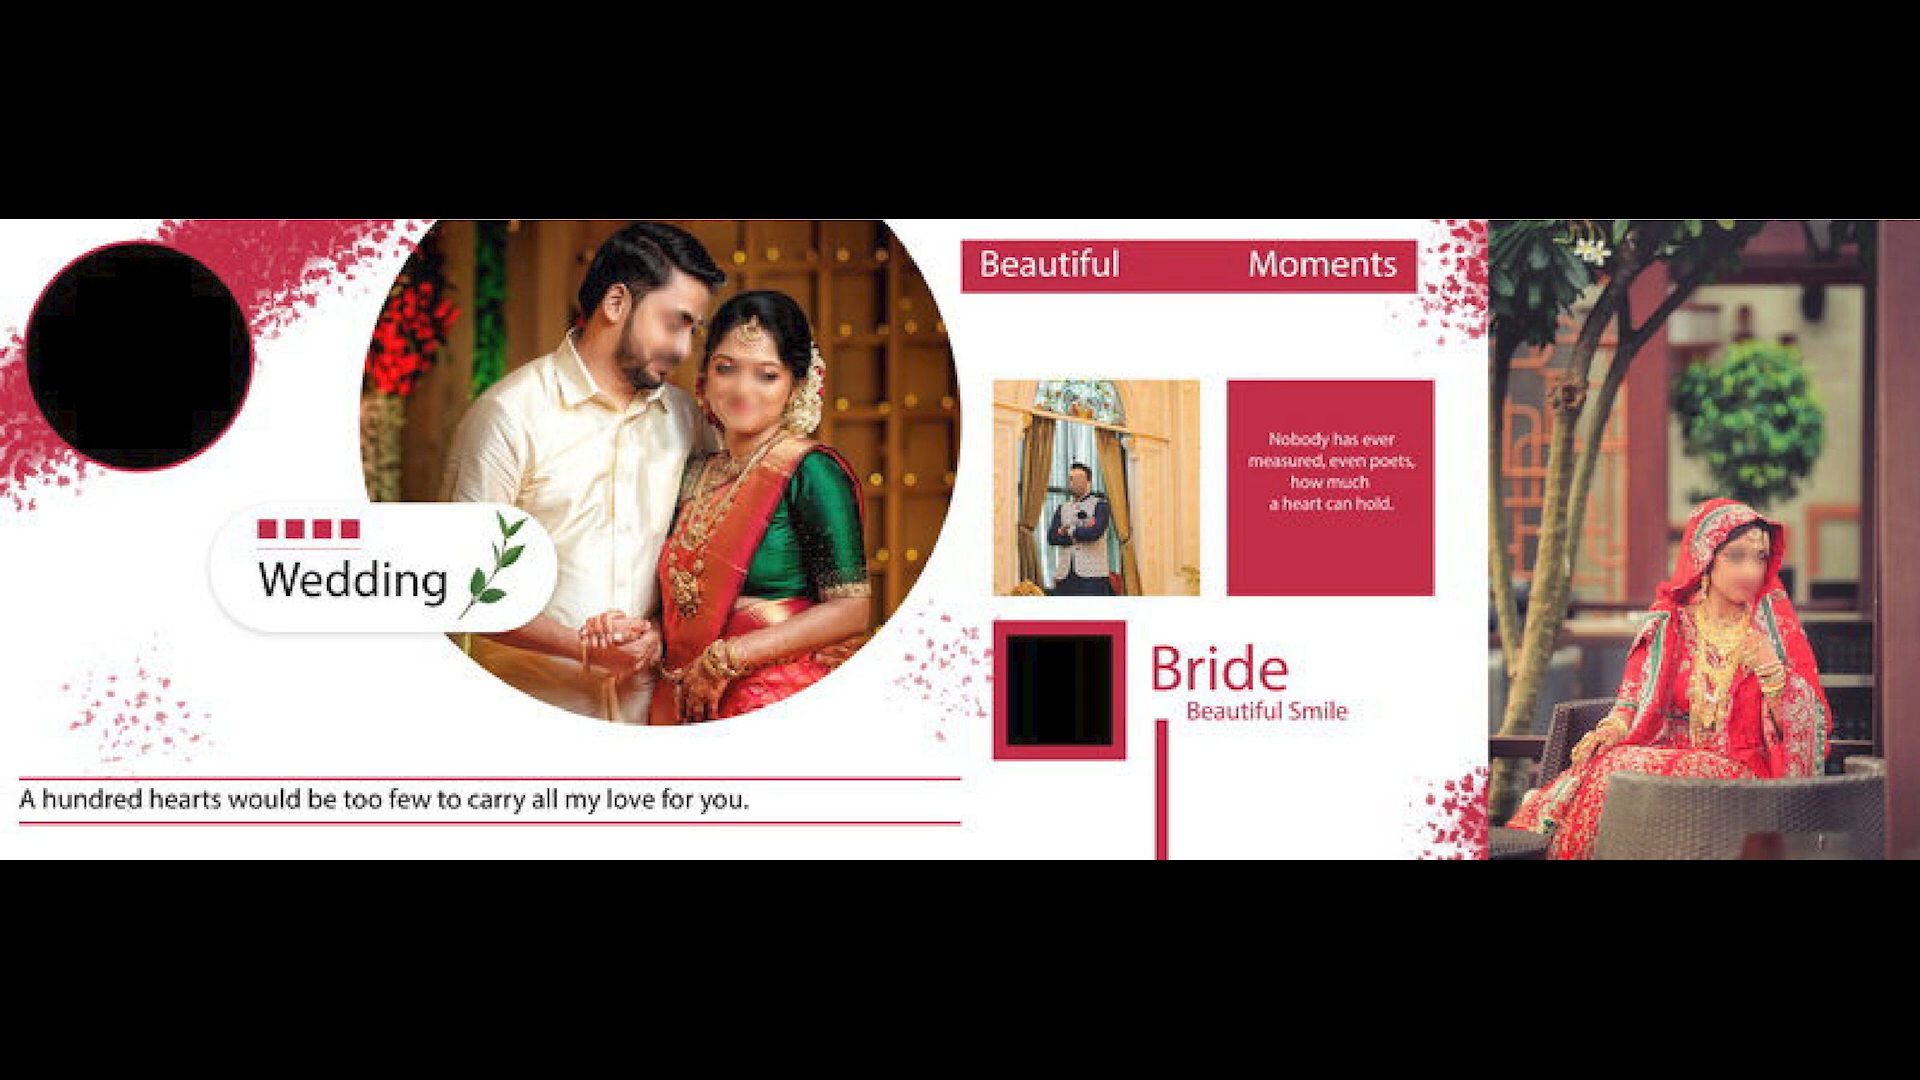 Wedding
A hundred hearts would be too few to carry all my love for you.
Beautiful Moments
Nobody has ever
measured, even poets,
how much
a heart can hold.
Bride
Beautiful Smile